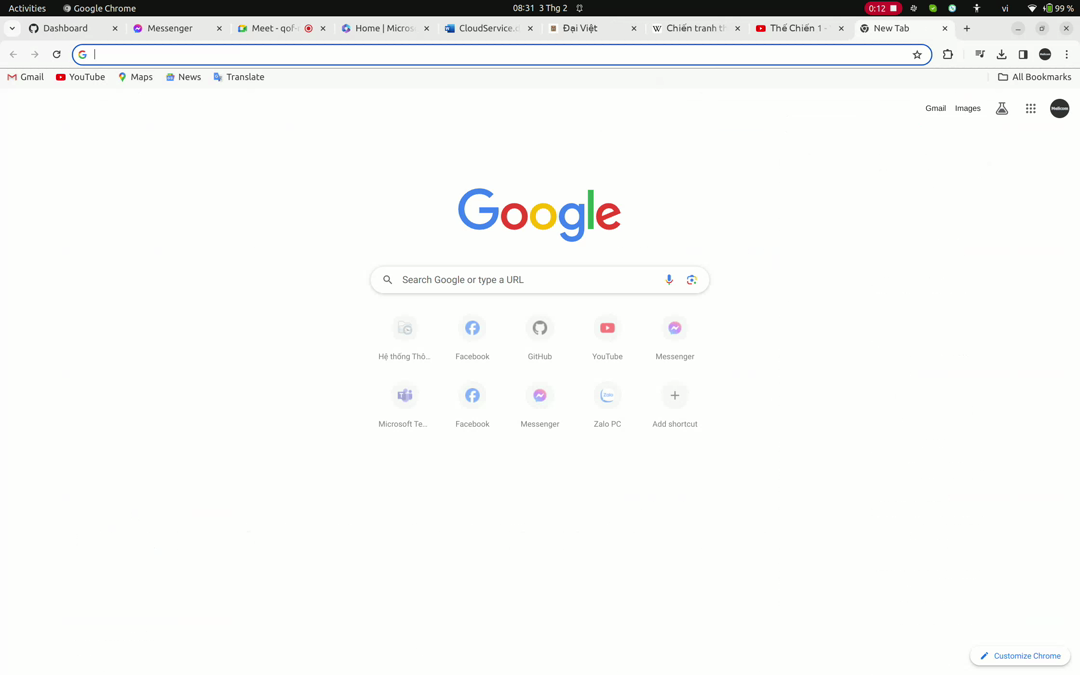 Activities
Google Chrome
08:31 3 Thg 2
0:12
vi
99 %
Dashboard
Messenger
Meet - qof
Home | Micros
CloudService.
Đại Việt
Chiến tranh th
Thế Chiến 1 -
New Tab
Gmail
YouTube
Maps
News
Translate
All Bookmarks
Gmail
Images
Google
Search Google or type a URL
Hệ thống Thô...
Facebook
GitHub
YouTube
Messenger
Microsoft Te...
Facebook
Messenger
Zalo PC
Add shortcut
Customize Chrome